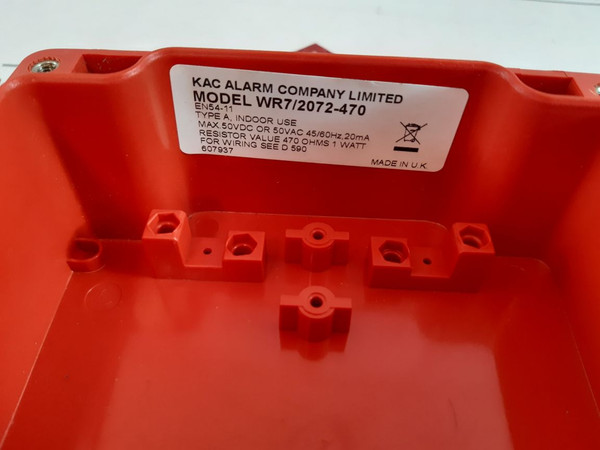 KAC ALARM COMPANY LIMITED
MODEL WR7/2072-470
EN54-11
TYPE A, INDOOR USE
MAX 50VDC OR 50VAC 45/60Hz,20mA
RESISTOR VALUE 470 OHMS 1 WATT
FOR WIRING SEE D 590
607937
MADE IN U.K.